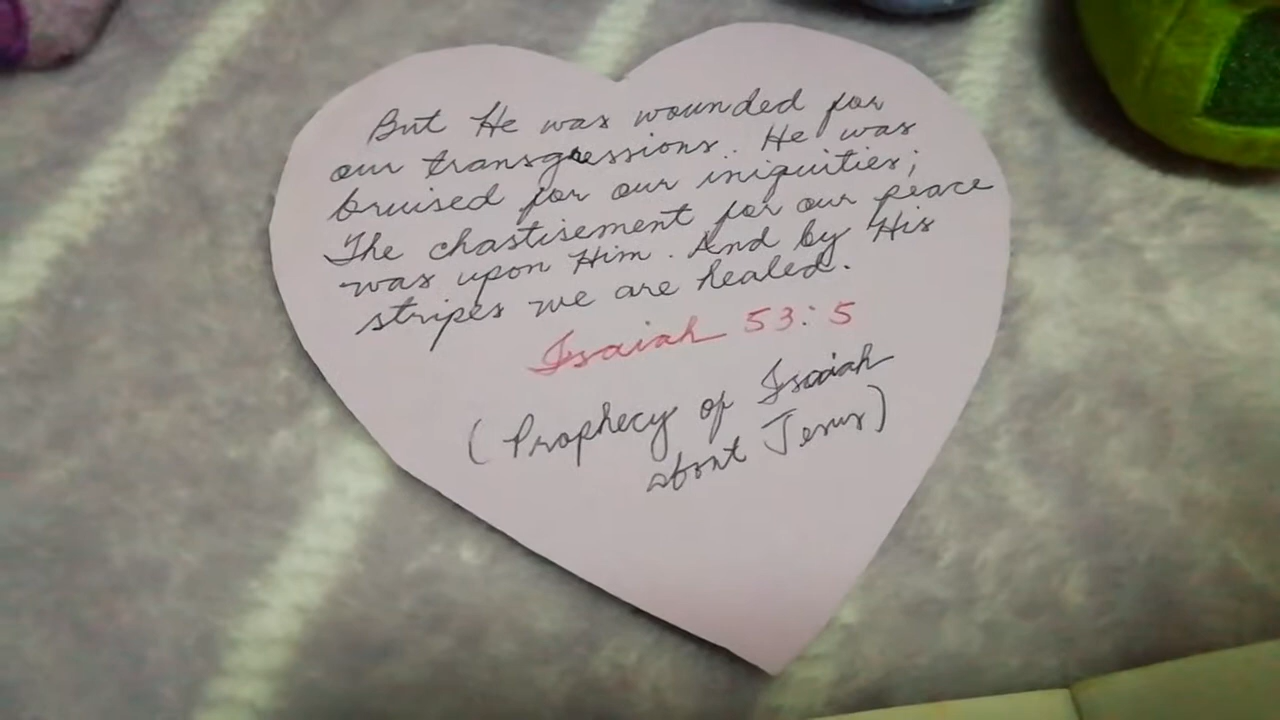 But He was wounded for
our transgressions. He was
bruised for our iniquities;
The chastisement for our peace
was upon Him. And by His
stripes we are healed.
Isaiah 53:5
(Prophecy of Isaiah
about Jesus)